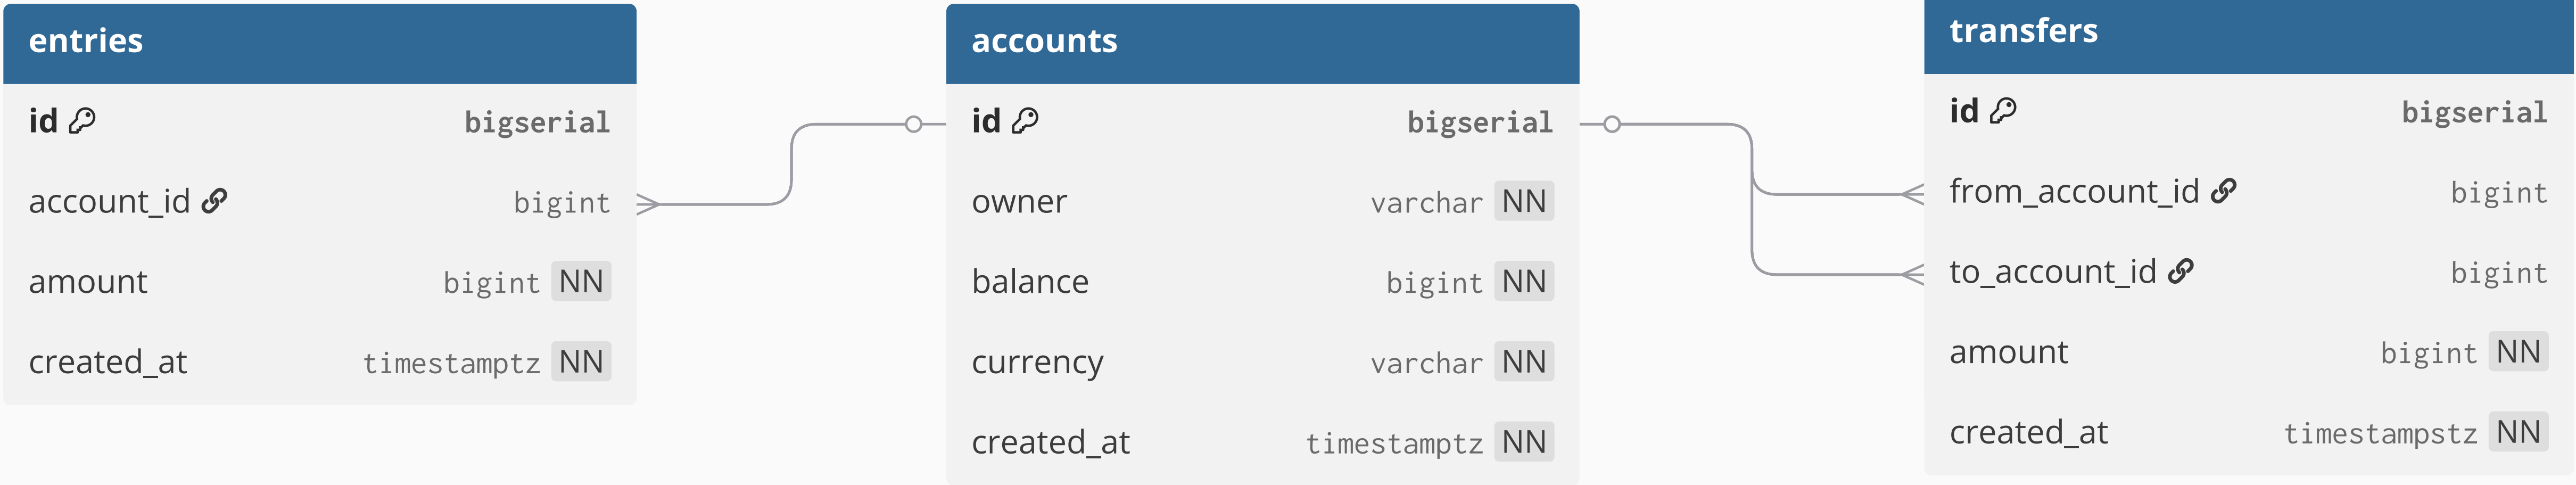 entries
id bigserial
account_id bigint
amount bigint NN
created_at timestamptz NN
accounts
id bigserial
owner varchar NN
balance bigint NN
currency varchar NN
created_at timestamptz NN
transfers
id bigserial
from_account_id bigint
to_account_id bigint
amount bigint NN
created_at timestampstz NN